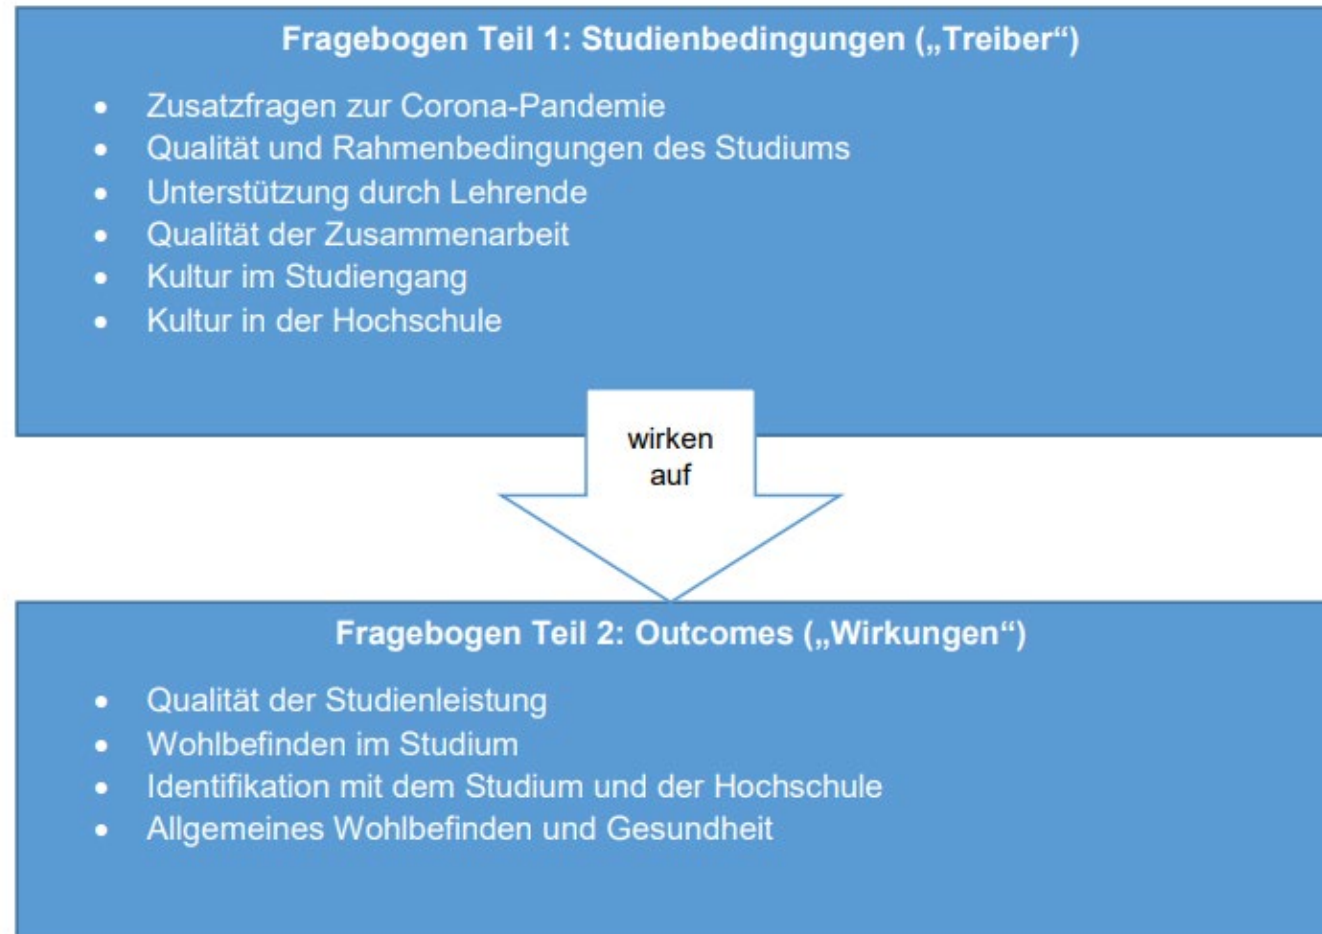 Fragebogen Teil 1: Studienbedingungen („Treiber“)
• Zusatzfragen zur Corona-Pandemie
• Qualität und Rahmenbedingungen des Studiums
• Unterstützung durch Lehrende
• Qualität der Zusammenarbeit
• Kultur im Studiengang
• Kultur in der Hochschule
wirken
auf
Fragebogen Teil 2: Outcomes („Wirkungen“)
• Qualität der Studienleistung
• Wohlbefinden im Studium
• Identifikation mit dem Studium und der Hochschule
• Allgemeines Wohlbefinden und Gesundheit